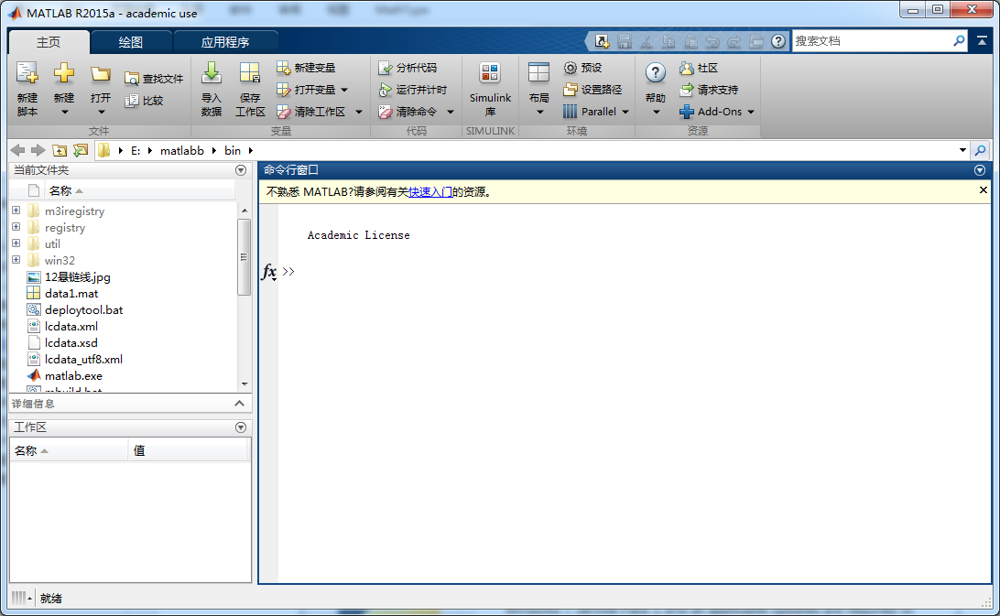 MATLAB R2015a - academic use
主页 绘图 应用程序 搜索文档
新建脚本 新建 打开 查找文件 比较
文件
导入数据 保存工作区 新建变量 打开变量 清除工作区
变量
分析代码 运行并计时 清除命令
代码
Simulink 库
SIMULINK
布局 预设 设置路径 Parallel
环境
帮助 社区 请求支持 Add-Ons
资源
E: matlabb bin
当前文件夹
名称
m3iregistry
registry
util
win32
12悬链线.jpg
data1.mat
deploytool.bat
lcdata.xml
lcdata.xsd
lcdata_utf8.xml
matlab.exe
mbuild.bat
详细信息
工作区
名称 值
命令行窗口
不熟悉 MATLAB?请参阅有关快速入门的资源。
Academic License
fx >>
就绪